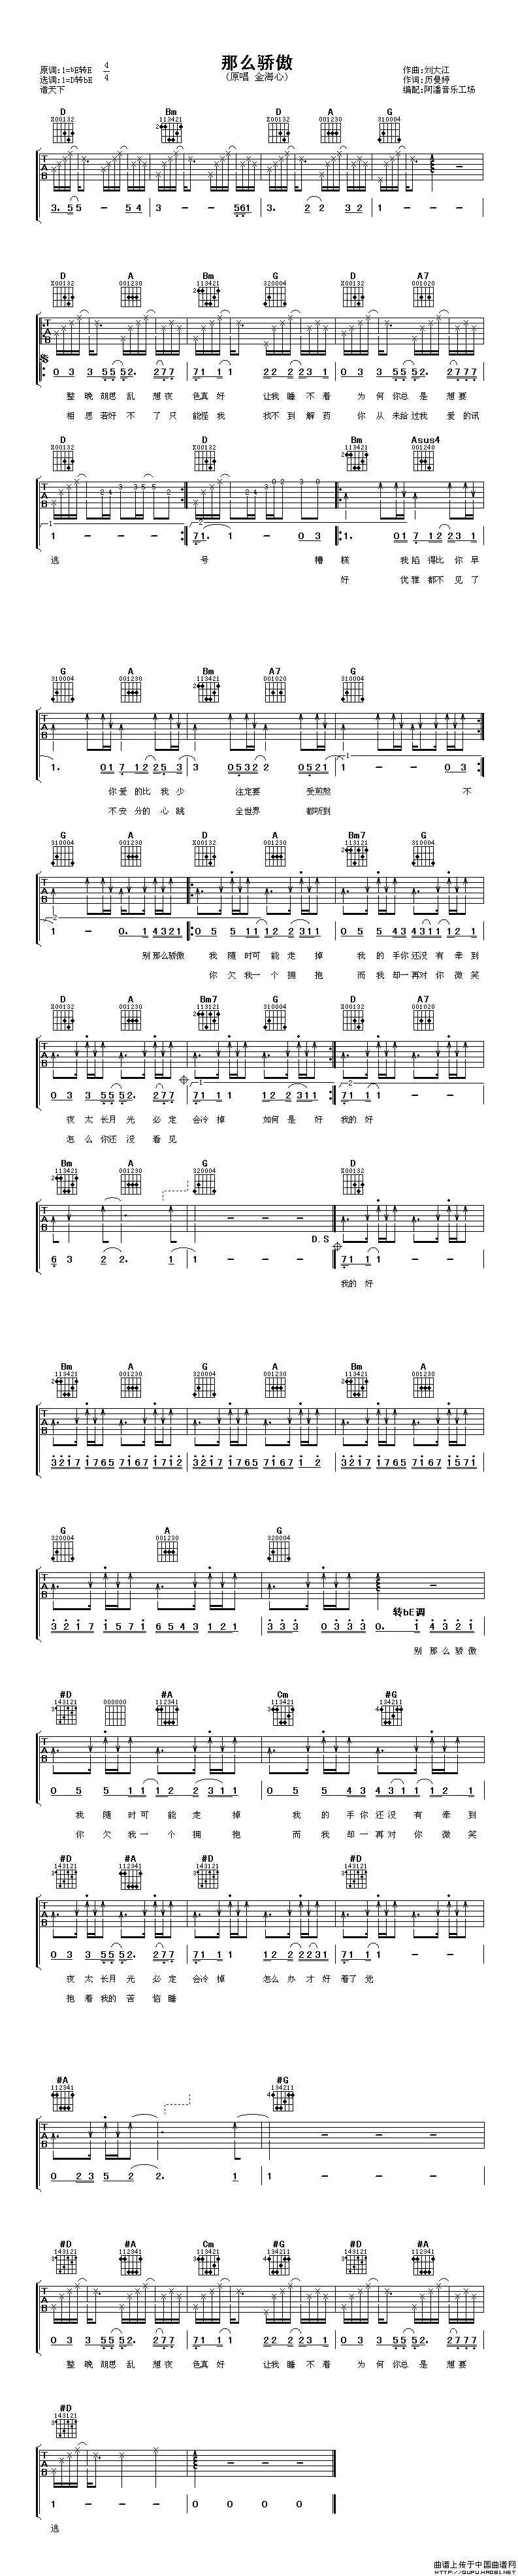 那么骄傲
(原唱 金海心)
原调:1=bE转E 4/4
选调:1=D转bE
谱天下
作曲:刘大江
作词:厉曼婷
编配:阿潘音乐工场
D Bm D A G
X00132 113421 X00132 001230 310004
3. 5 5 - 5 4 3 - - 561 3. 2 2 3 2 1 - - -
D A Bm G D A7
X00132 001230 113421 320004 X00132 001020
0 3 3 55 52. 277 71 1 1 22 2 23 1 0 3 3 55 52. 277
整 晚 胡思 乱 想夜 色真好 让我 睡 不着 为 何 你总 是 想要
相 思 若好 不 了只 能怪我 找不 到 解药 你 从 未给 过我 爱的讯
D D Bm Asus4
X00132 X00132 113421 001240
1 - - - 71. 1 - 0 3 1. 01 7 12 23 1
逃 号 糟 糕 我 陷 得比 你 早
好 优 雅 都不 见 了
G A Bm A7 G
310004 001230 113421 001020 310004
1. 01 7 12 25 3 3 0532 2 0521 1 - - 0 3
你 爱 的比 我 少 注定要 受煎熬 不
不 安 分的 心 跳 全世界 都听到
G A D A Bm7 G
310004 001230 X00132 001230 113121 310004
1 - 0. 1 4321 0 5 5 11 12 2 311 0 5 5 43 4311 12 1
别 那么骄傲 我 随 时可 能 走 掉 我 的 手你 还没 有 牵到
你 欠 我一 个 拥 抱 而 我 却一 再对 你 微笑
D A Bm7 G D A7
X00132 001230 113121 310004 X00132 001020
0 3 3 55 52. 277 71 1 1 12 2 311 71 1 1
夜 太 长月 光 必定 会冷 掉 如何 是 好 我的 好
怎 么 你还 没 看见
Bm A G D
113421 001230 320004 X00132
6 3 2 2. 1 1 - - - 71 1 1
D.S
我的 好
Bm A G A Bm A
113421 001230 320004 001230 113421 001230
3217 1765 7167 1712 3217 1765 7167 1 2 3217 1765 7167 1571
G A G
320004 001230 320004
3217 1571 6543 121 333 0333 0. 1 4321
转bE调
别 那 么 骄 傲
#D #A Cm #G
143121 000000 112341 113421 134211
0 5 5 11 12 2311 0 5 5 43 4311 12 1
我 随 时可 能 走 掉 我 的 手你 还没 有 牵到
你 欠 我一 个 拥 抱 而 我 却一 再对 你 微笑
#D #A #D #D
143121 112341 143121 143121
0 3 3 55 52. 277 71 1 1 12 2 2231 71 1 1
夜 太 长月 光 必定 会冷 掉 怎么 办 才好 着了 觉
抱 着 我的 苦 信 睡
#A #G
112341 134211
0 23 5 2 2. 1 1 - - -
#D #A Cm #G #D #A
143121 112341 113421 134211 143121 112341
0 3 3 55 52. 277 71 1 1 22 2 23 1 0 3 3 55 52. 2777
整 晚 胡思 乱 想夜 色真好 让我 睡 不着 为 何 你总 是 想要
#D
143121
1 - - - 0 0 0 0
逃
曲谱上传于中国曲谱网
HTTP://QUPU.HAO81.NET